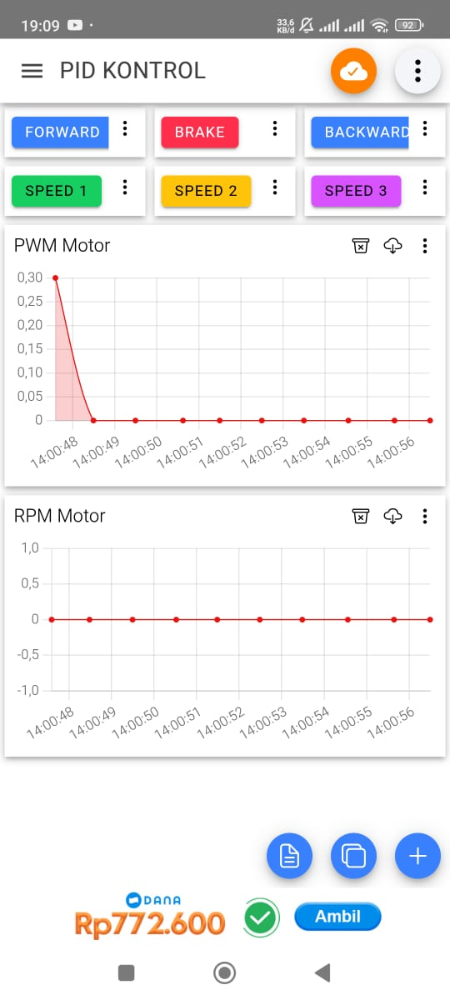 19:09
33,6 KB/d
92
PID KONTROL
FORWARD
BRAKE
BACKWARD
SPEED 1
SPEED 2
SPEED 3
PWM Motor
0,30
0,25
0,20
0,15
0,10
0,05
0
14:00:48
14:00:49
14:00:50
14:00:51
14:00:52
14:00:53
14:00:54
14:00:55
14:00:56
RPM Motor
1,0
0,5
0
-0,5
-1,0
14:00:48
14:00:49
14:00:50
14:00:51
14:00:52
14:00:53
14:00:54
14:00:55
14:00:56
DANA
Rp772.600
Ambil